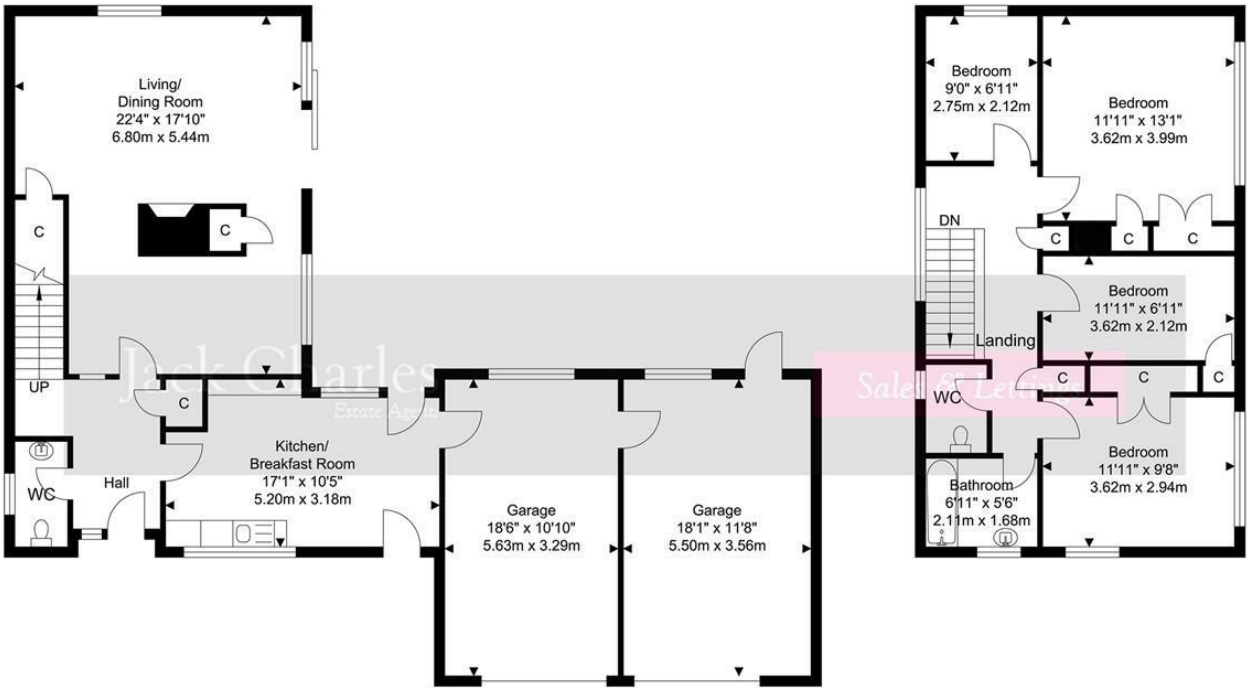 Living/
Dining Room
22'4" x 17'10"
6.80m x 5.44m
C
C
UP
C
WC
Hall
Kitchen/
Breakfast Room
17'1" x 10'5"
5.20m x 3.18m
Garage
18'6" x 10'10"
5.63m x 3.29m
Garage
18'1" x 11'8"
5.50m x 3.56m
Jack Charles
Estate Agent
Sales & Lettings
Bedroom
9'0" x 6'11"
2.75m x 2.12m
Bedroom
11'11" x 13'1"
3.62m x 3.99m
DN
C
C
C
Bedroom
11'11" x 6'11"
3.62m x 2.12m
Landing
C
C
C
WC
Bedroom
11'11" x 9'8"
3.62m x 2.94m
Bathroom
6'11" x 5'6"
2.11m x 1.68m